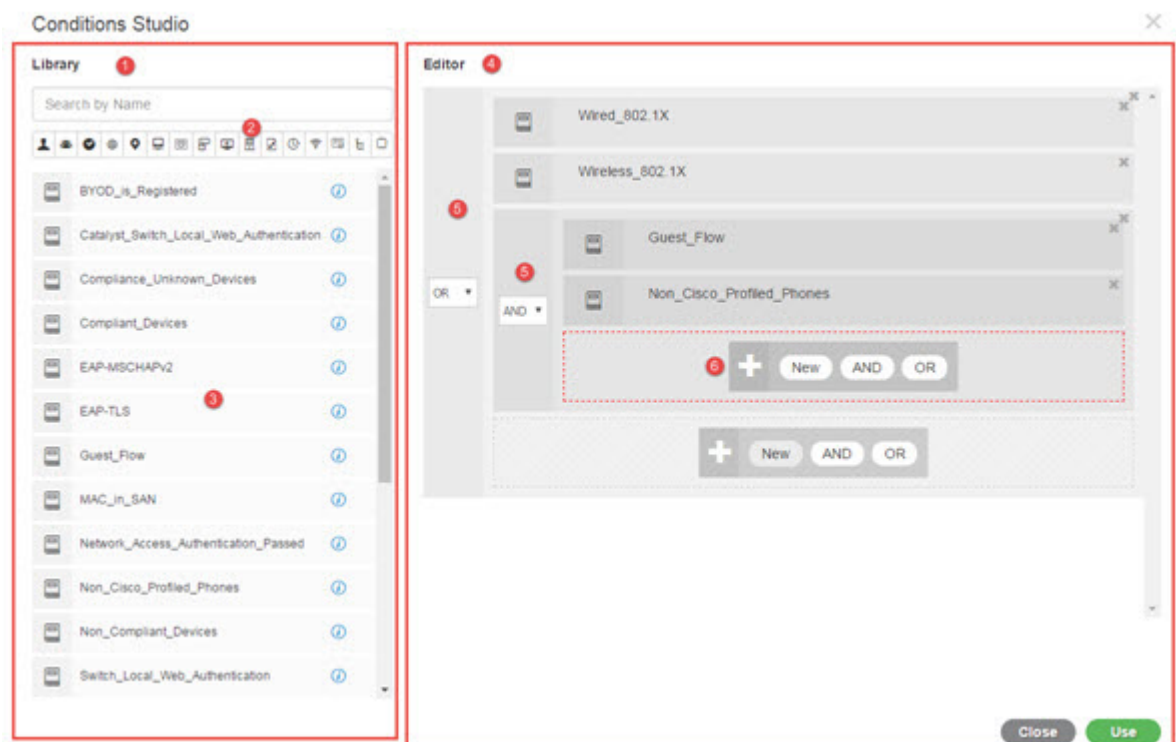 Conditions Studio
Library 1
Search by Name
2
BYOD_is_Registered
Catalyst_Switch_Local_Web_Authentication
Compliance_Unknown_Devices
Compliant_Devices
EAP-MSCHAPv2
3
EAP-TLS
Guest_Flow
MAC_in_SAN
Network_Access_Authentication_Passed
Non_Cisco_Profiled_Phones
Non_Compliant_Devices
Switch_Local_Web_Authentication
Editor 4
Wired_802.1X
Wireless_802.1X
5
OR
5
AND
Guest_Flow
Non_Cisco_Profiled_Phones
6 New AND OR
New AND OR
Close Use